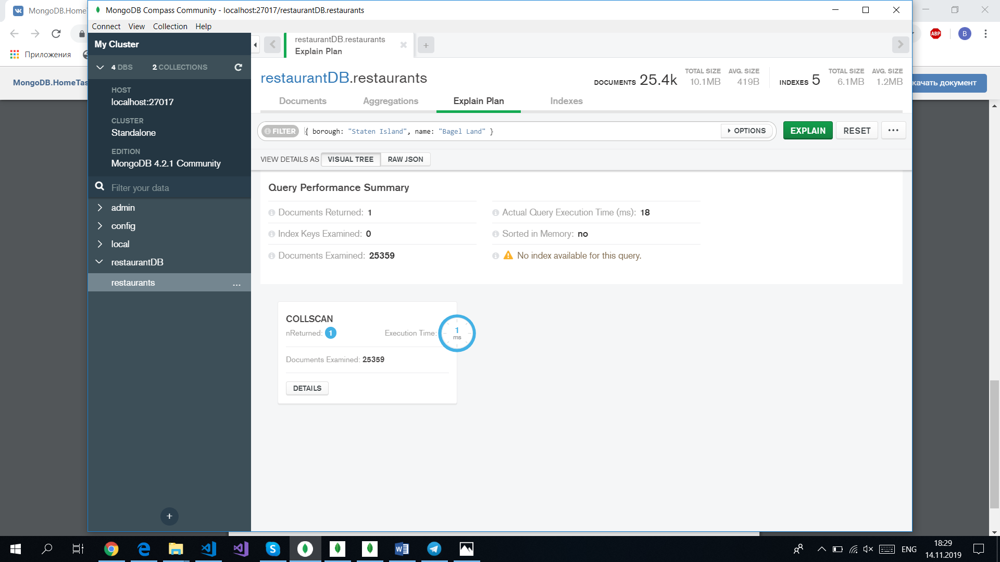 MongoDB.HomeT
MongoDB Compass Community - localhost:27017/restaurantDB.restaurants
Connect View Collection Help
ABP
B
Приложения
MongoDB.HomeTas
качать документ
My Cluster
4 DBS 2 COLLECTIONS
HOST
localhost:27017
CLUSTER
Standalone
EDITION
MongoDB 4.2.1 Community
Filter your data
admin
config
local
restaurantDB
restaurants ...
+
restaurantDB.restaurants
Explain Plan
+
restaurantDB.restaurants
DOCUMENTS 25.4k TOTAL SIZE 10.1MB AVG. SIZE 419B INDEXES 5 TOTAL SIZE 6.1MB AVG. SIZE 1.2MB
Documents Aggregations Explain Plan Indexes
FILTER { borough: "Staten Island", name: "Bagel Land" } OPTIONS EXPLAIN RESET ...
VIEW DETAILS AS VISUAL TREE RAW JSON
Query Performance Summary
Documents Returned: 1
Index Keys Examined: 0
Documents Examined: 25359
Actual Query Execution Time (ms): 18
Sorted in Memory: no
No index available for this query.
COLLSCAN
nReturned: 1 Execution Time: 1 ms
Documents Examined: 25359
DETAILS
ENG
18:29
14.11.2019